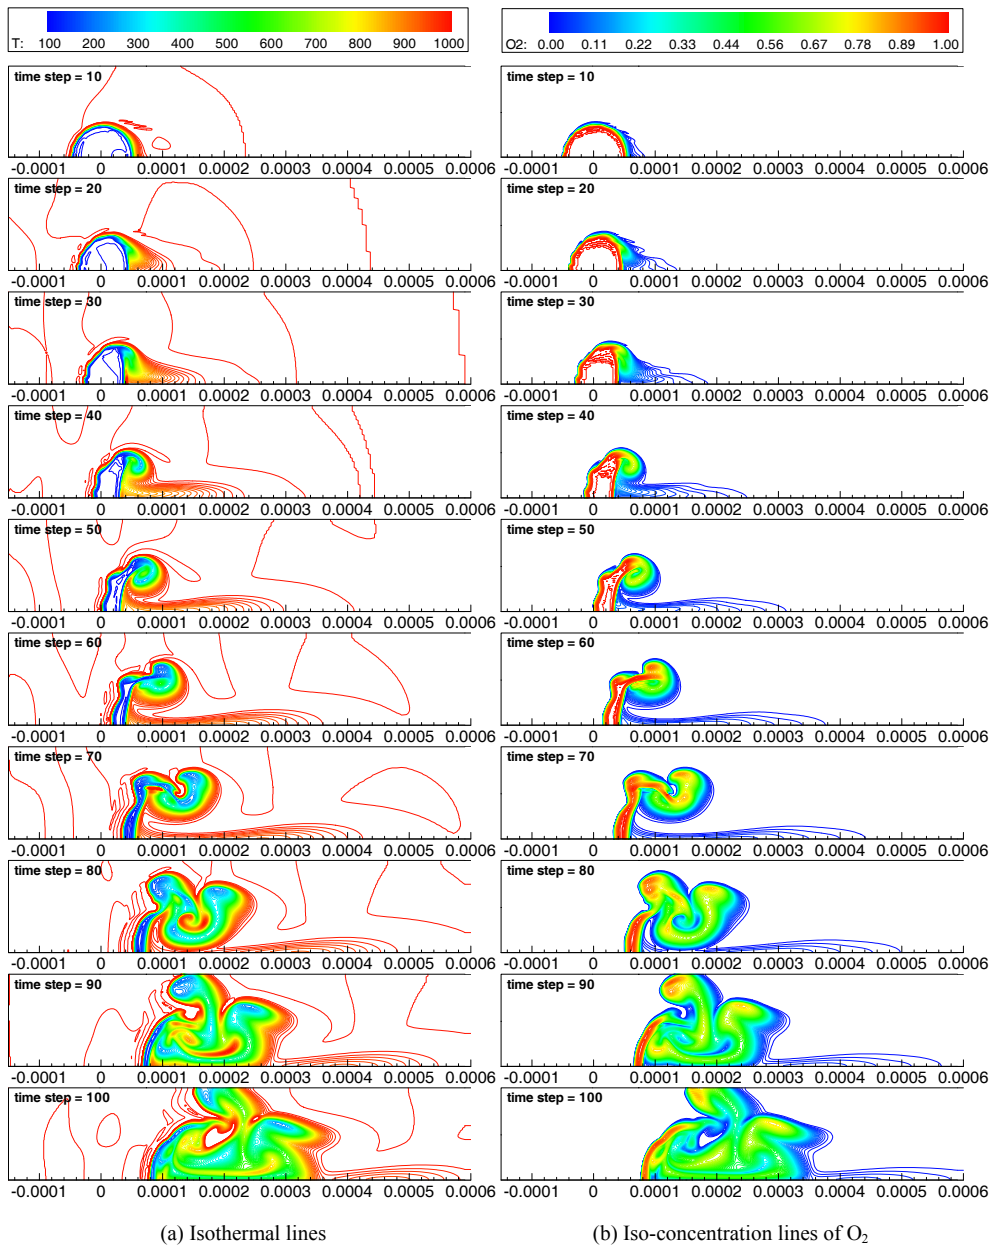 T: 100 200 300 400 500 600 700 800 900 1000
O2: 0.00 0.11 0.22 0.33 0.44 0.56 0.67 0.78 0.89 1.00
time step = 10
-0.0001 0 0.0001 0.0002 0.0003 0.0004 0.0005 0.0006
time step = 10
-0.0001 0 0.0001 0.0002 0.0003 0.0004 0.0005 0.0006
time step = 20
-0.0001 0 0.0001 0.0002 0.0003 0.0004 0.0005 0.0006
time step = 20
-0.0001 0 0.0001 0.0002 0.0003 0.0004 0.0005 0.0006
time step = 30
-0.0001 0 0.0001 0.0002 0.0003 0.0004 0.0005 0.0006
time step = 30
-0.0001 0 0.0001 0.0002 0.0003 0.0004 0.0005 0.0006
time step = 40
-0.0001 0 0.0001 0.0002 0.0003 0.0004 0.0005 0.0006
time step = 40
-0.0001 0 0.0001 0.0002 0.0003 0.0004 0.0005 0.0006
time step = 50
-0.0001 0 0.0001 0.0002 0.0003 0.0004 0.0005 0.0006
time step = 50
-0.0001 0 0.0001 0.0002 0.0003 0.0004 0.0005 0.0006
time step = 60
-0.0001 0 0.0001 0.0002 0.0003 0.0004 0.0005 0.0006
time step = 60
-0.0001 0 0.0001 0.0002 0.0003 0.0004 0.0005 0.0006
time step = 70
-0.0001 0 0.0001 0.0002 0.0003 0.0004 0.0005 0.0006
time step = 70
-0.0001 0 0.0001 0.0002 0.0003 0.0004 0.0005 0.0006
time step = 80
-0.0001 0 0.0001 0.0002 0.0003 0.0004 0.0005 0.0006
time step = 80
-0.0001 0 0.0001 0.0002 0.0003 0.0004 0.0005 0.0006
time step = 90
-0.0001 0 0.0001 0.0002 0.0003 0.0004 0.0005 0.0006
time step = 90
-0.0001 0 0.0001 0.0002 0.0003 0.0004 0.0005 0.0006
time step = 100
-0.0001 0 0.0001 0.0002 0.0003 0.0004 0.0005 0.0006
time step = 100
-0.0001 0 0.0001 0.0002 0.0003 0.0004 0.0005 0.0006
(a) Isothermal lines
(b) Iso-concentration lines of O₂